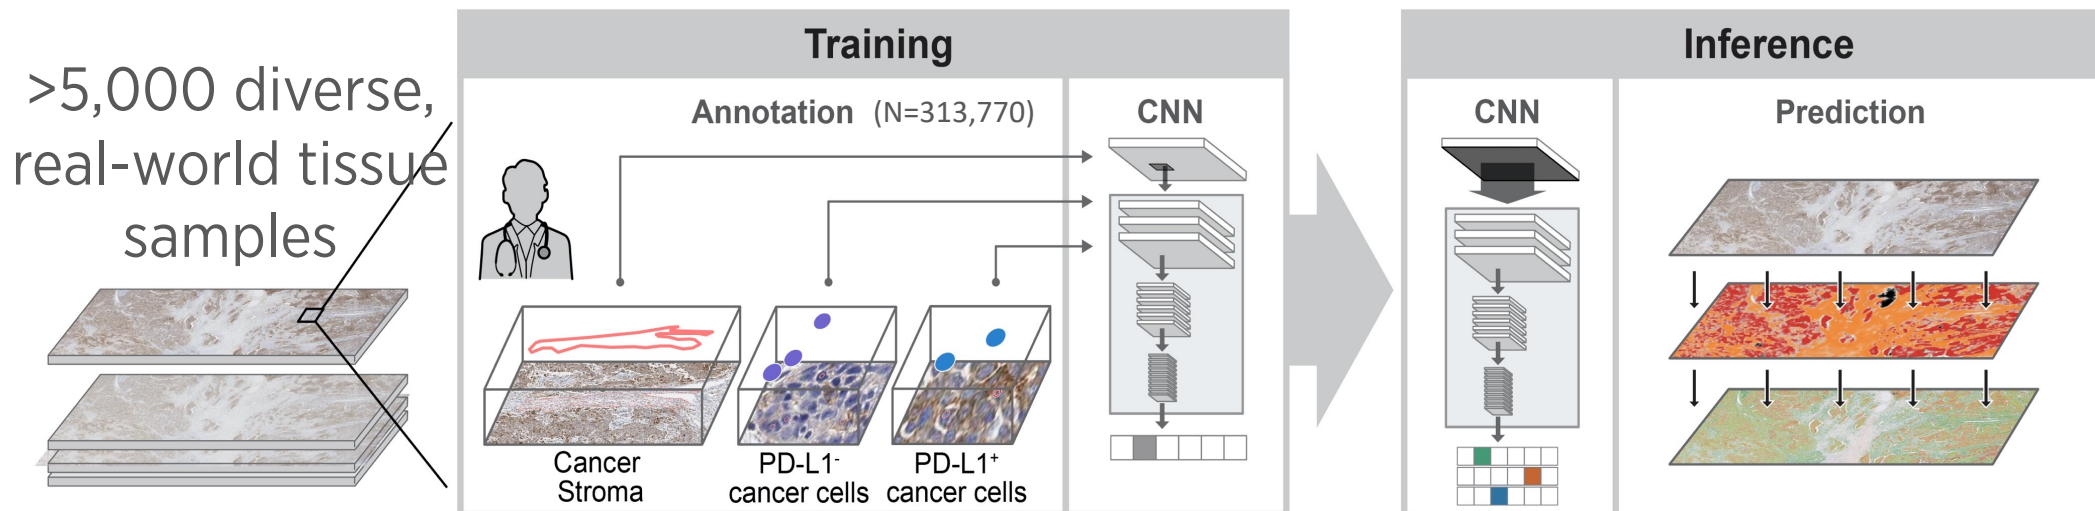 >5,000 diverse,
real-world tissue
samples
Training
Annotation (N=313,770)
CNN
Cancer
Stroma
PD-L1⁻
cancer cells
PD-L1⁺
cancer cells
Inference
CNN
Prediction